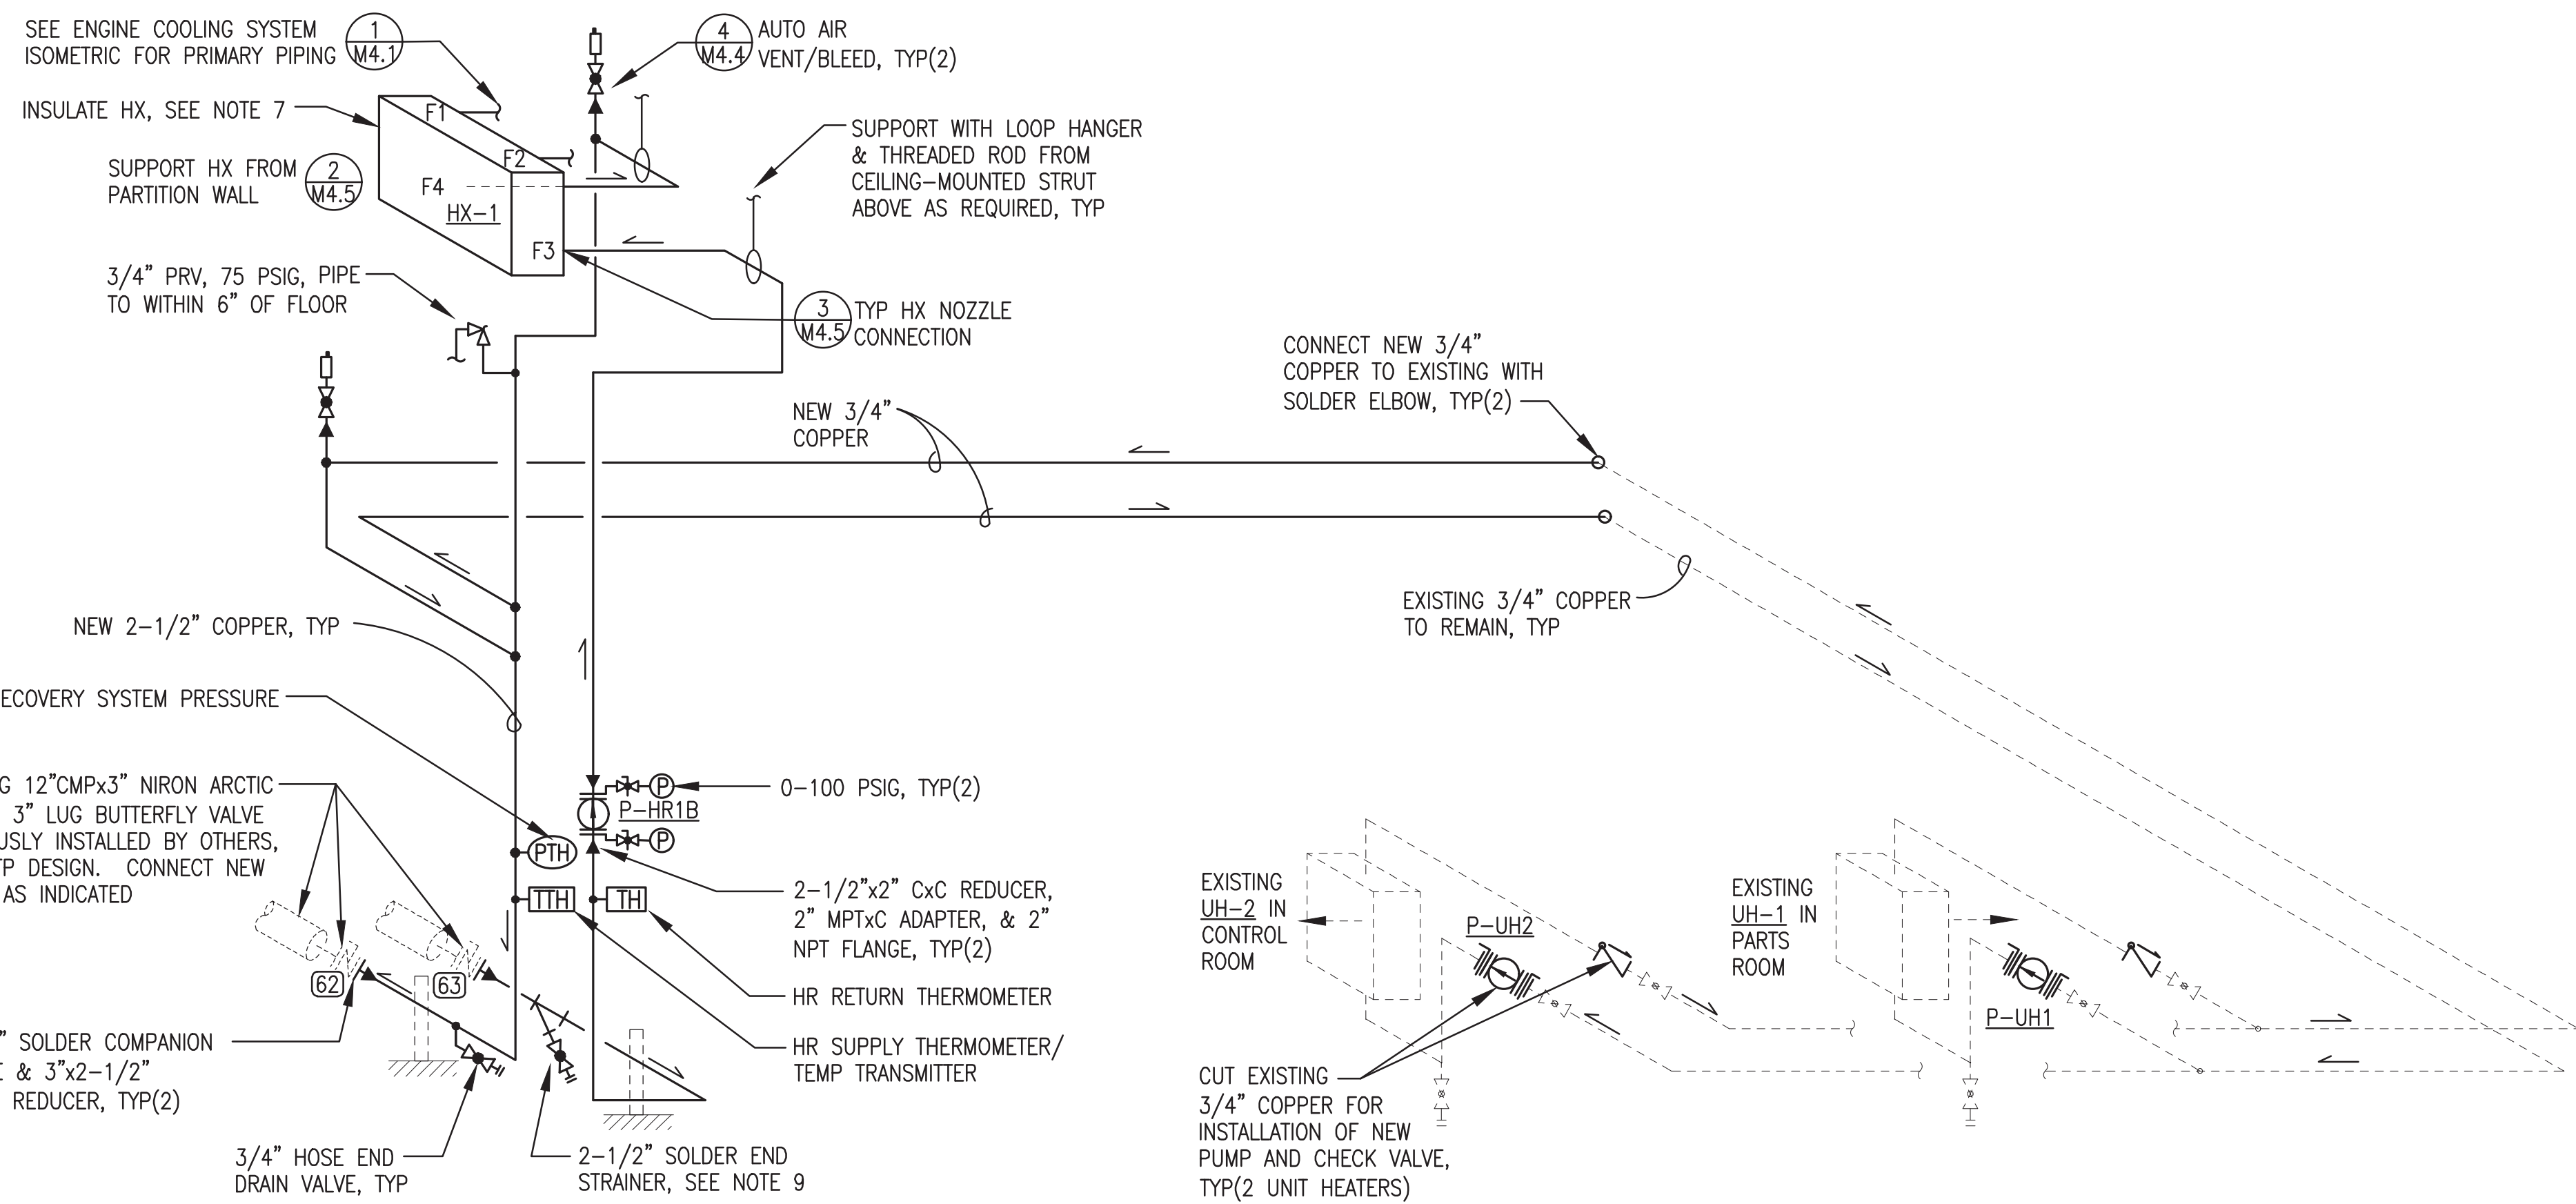 SEE ENGINE COOLING SYSTEM
ISOMETRIC FOR PRIMARY PIPING
1
M4.1
4
M4.4
AUTO AIR
VENT/BLEED, TYP(2)
INSULATE HX, SEE NOTE 7
F1
F2
F4
HX-1
F3
SUPPORT HX FROM
PARTITION WALL
2
M4.5
SUPPORT WITH LOOP HANGER
& THREADED ROD FROM
CEILING-MOUNTED STRUT
ABOVE AS REQUIRED, TYP
3/4" PRV, 75 PSIG, PIPE
TO WITHIN 6" OF FLOOR
3
M4.5
TYP HX NOZZLE
CONNECTION
CONNECT NEW 3/4"
COPPER TO EXISTING WITH
SOLDER ELBOW, TYP(2)
NEW 3/4"
COPPER
EXISTING 3/4" COPPER
TO REMAIN, TYP
NEW 2-1/2" COPPER, TYP
ECOVERY SYSTEM PRESSURE
G 12"CMPx3" NIRON ARCTIC
3" LUG BUTTERFLY VALVE
USLY INSTALLED BY OTHERS,
TP DESIGN. CONNECT NEW
AS INDICATED
P
0-100 PSIG, TYP(2)
P-HR1B
P
PTH
TTH
TH
2-1/2"x2" CxC REDUCER,
2" MPTxC ADAPTER, & 2"
NPT FLANGE, TYP(2)
62
63
HR RETURN THERMOMETER
HR SUPPLY THERMOMETER/
TEMP TRANSMITTER
" SOLDER COMPANION
E & 3"x2-1/2"
REDUCER, TYP(2)
3/4" HOSE END
DRAIN VALVE, TYP
2-1/2" SOLDER END
STRAINER, SEE NOTE 9
EXISTING
UH-2 IN
CONTROL
ROOM
P-UH2
EXISTING
UH-1 IN
PARTS
ROOM
P-UH1
CUT EXISTING
3/4" COPPER FOR
INSTALLATION OF NEW
PUMP AND CHECK VALVE,
TYP(2 UNIT HEATERS)